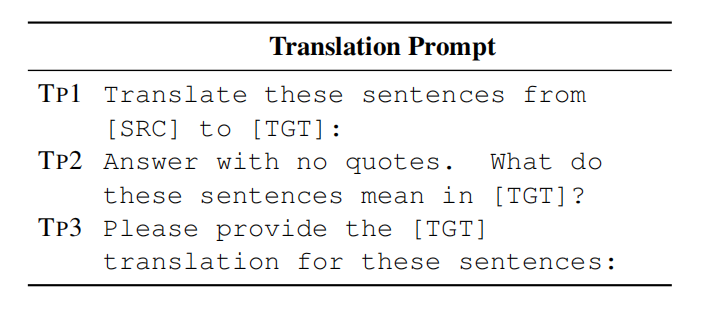 Translation Prompt
TP1 Translate these sentences from
[SRC] to [TGT]:
TP2 Answer with no quotes. What do
these sentences mean in [TGT]?
TP3 Please provide the [TGT]
translation for these sentences: